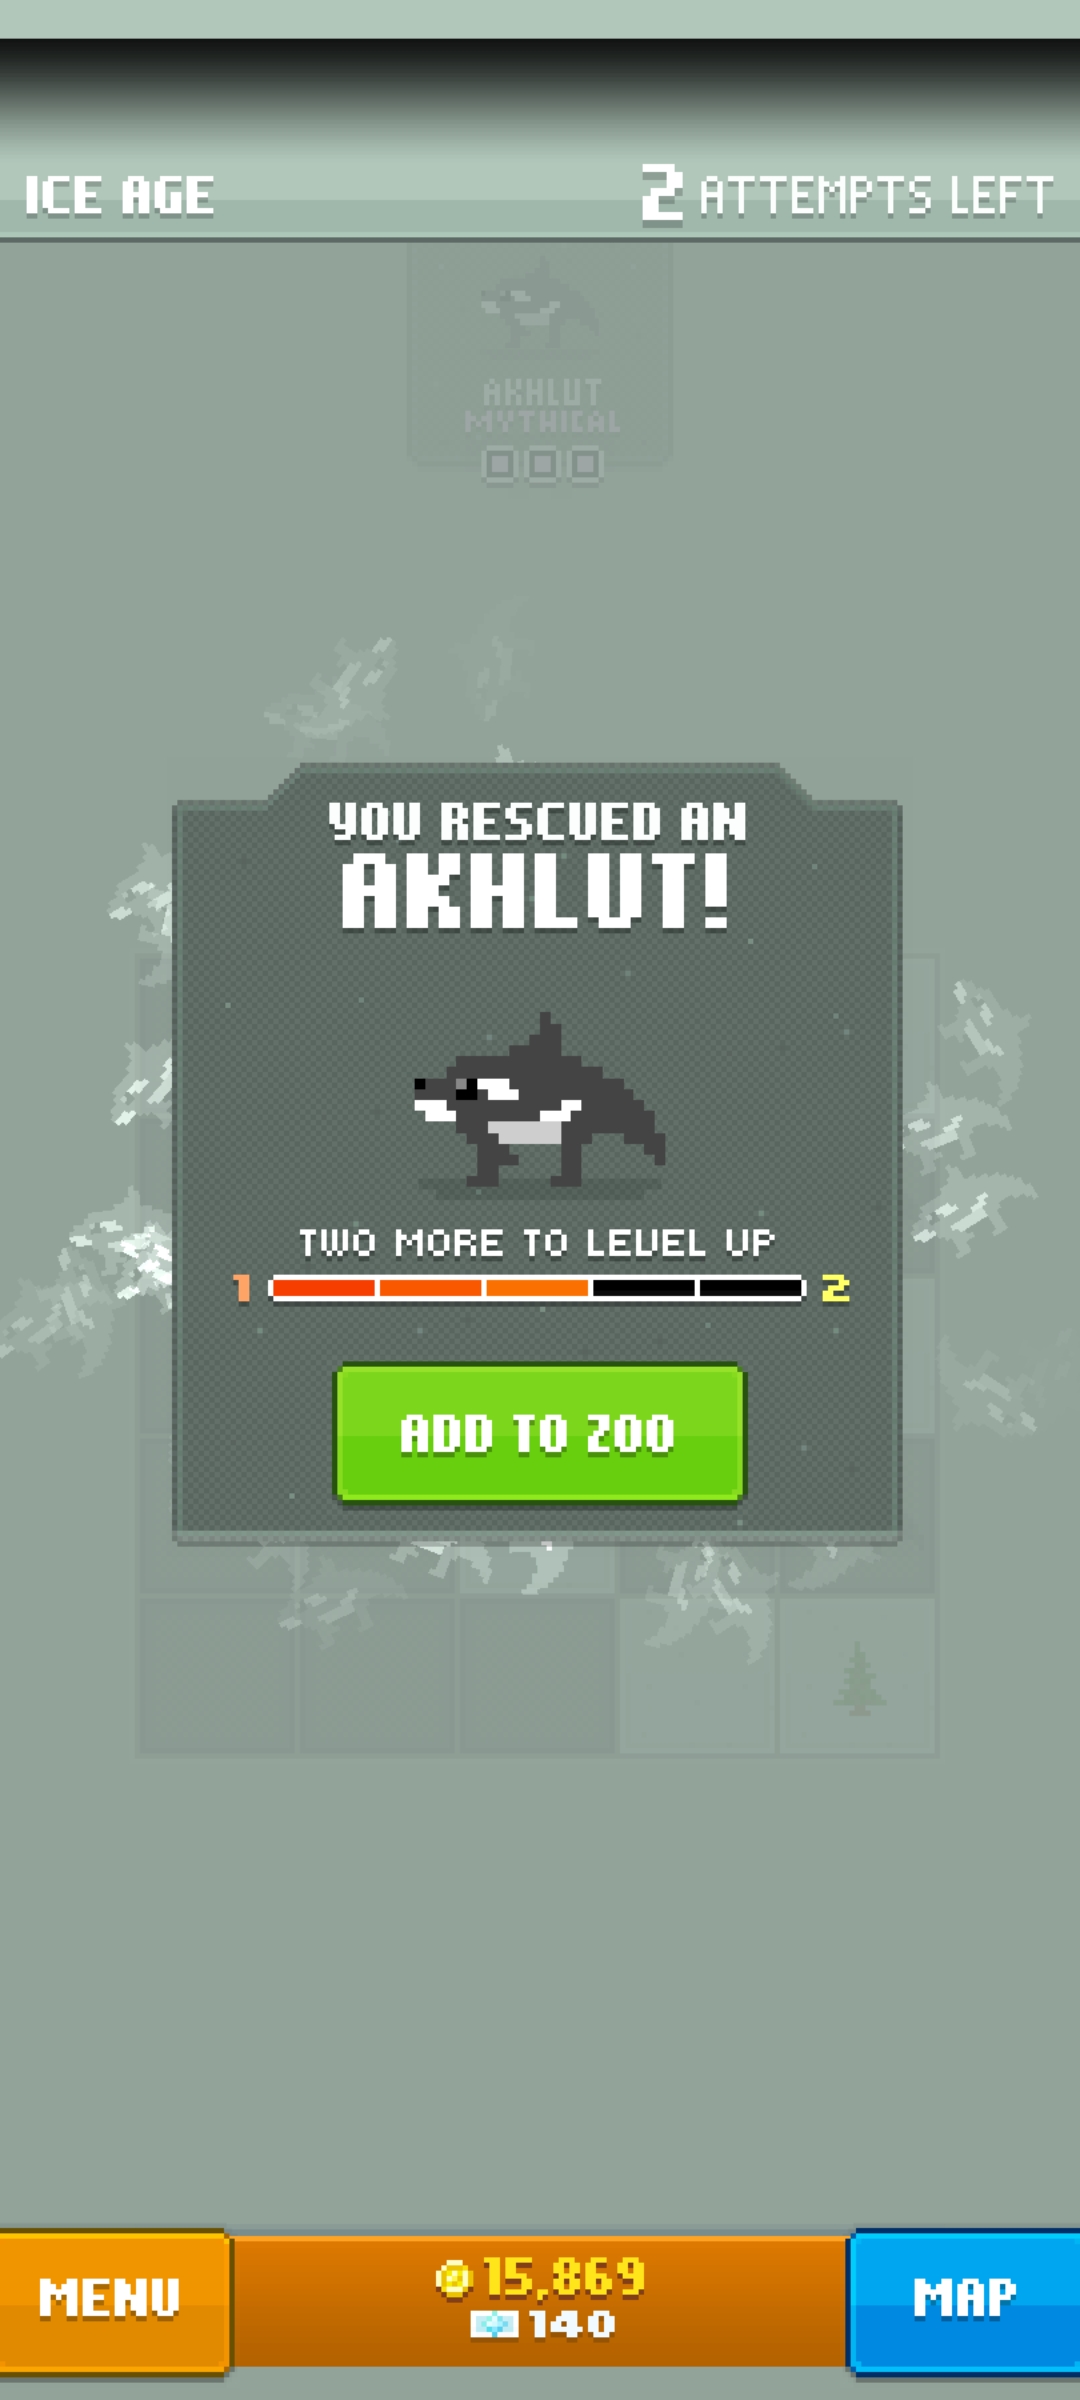 ICE AGE
2 ATTEMPTS LEFT
AKHLUT
MYTHICAL
YOU RESCUED AN
AKHLUT!
TWO MORE TO LEVEL UP
1 2
ADD TO ZOO
MENU
15,869
140
MAP